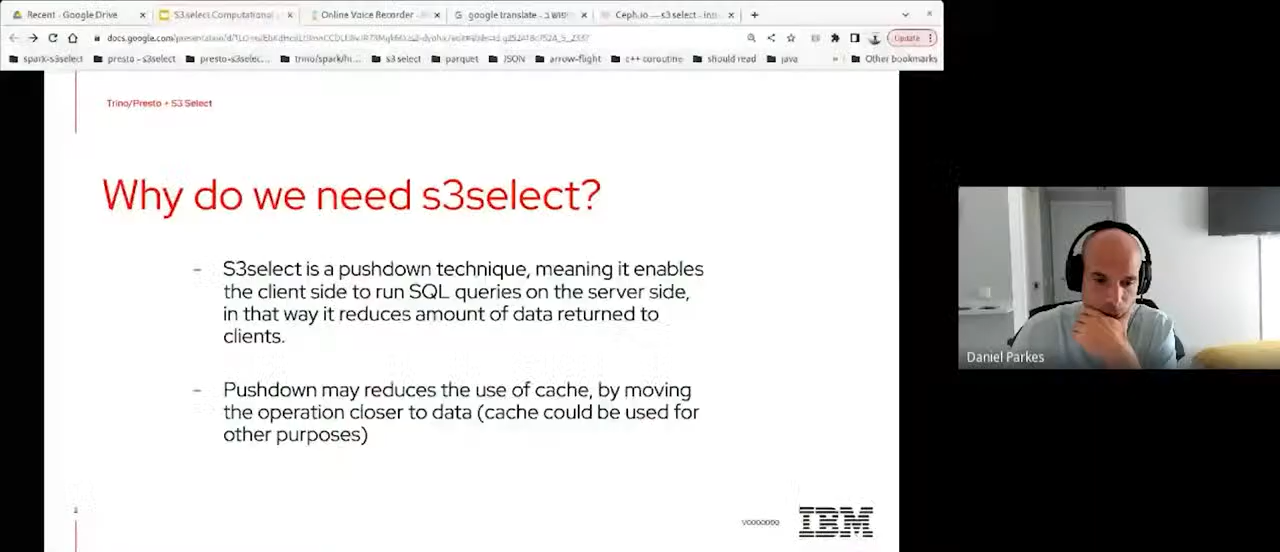 Recent - Google Drive
S3select Computational
Online Voice Recorder -
google translate -
Ceph.io — s3select - int
Update
spark-s3select
presto - s3select
presto-s3selec...
trino/spark/hi...
s3 select
parquet
JSON
arrow-flight
c++ coroutine
should read
java
»
Other bookmarks
Trino/Presto + S3 Select
Why do we need s3select?
- S3select is a pushdown technique, meaning it enables
the client side to run SQL queries on the server side,
in that way it reduces amount of data returned to
clients.
- Pushdown may reduces the use of cache, by moving
the operation closer to data (cache could be used for
other purposes)
V0000000
IBM
Daniel Parkes